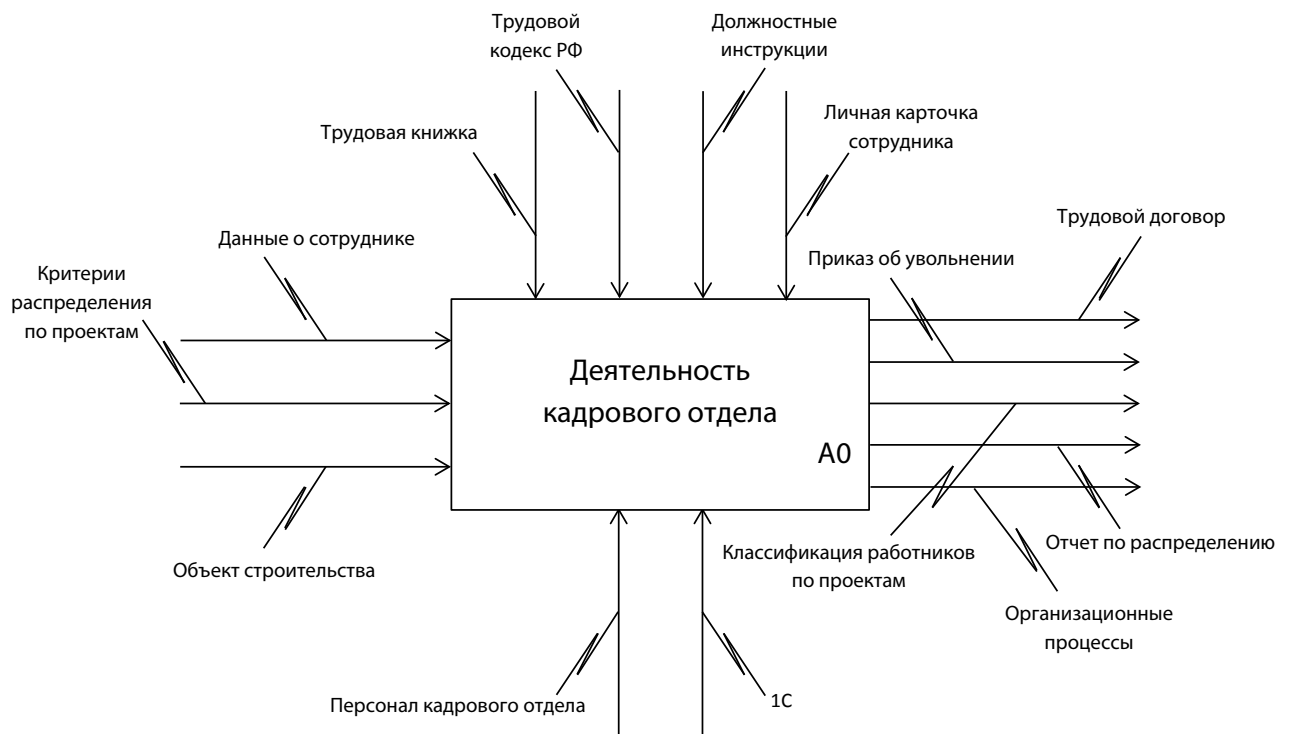 Трудовой
кодекс РФ
Должностные
инструкции
Трудовая книжка
Личная карточка
сотрудника
Данные о сотруднике
Критерии
распределения
по проектам
Объект строительства
Деятельность
кадрового отдела
A0
Трудовой договор
Приказ об увольнении
Классификация работников
по проектам
Отчет по распределению
Организационные
процессы
Персонал кадрового отдела
1С